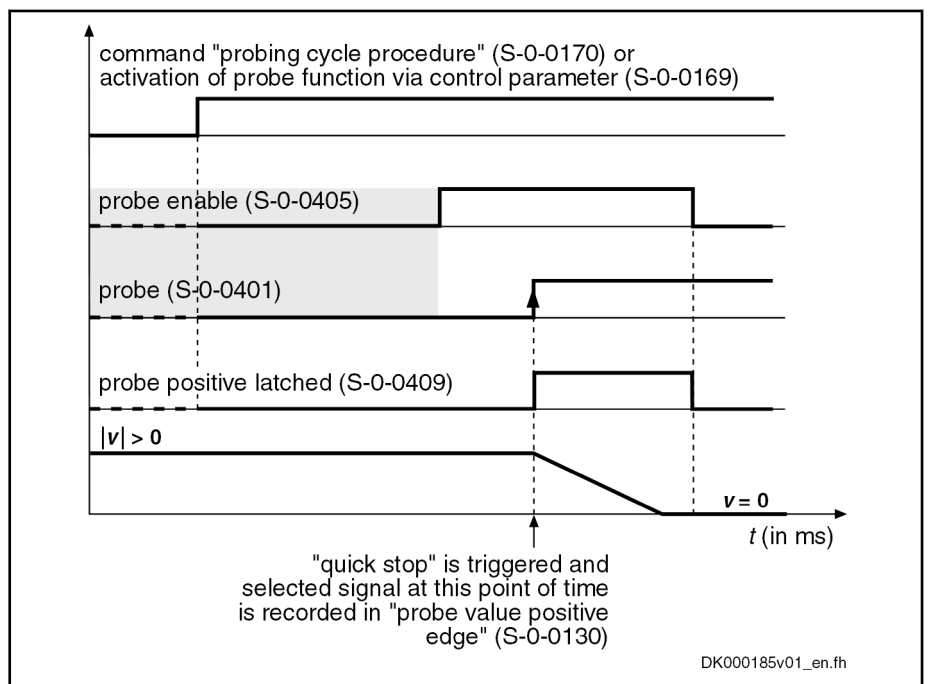 command "probing cycle procedure" (S-0-0170) or
activation of probe function via control parameter (S-0-0169)
probe enable (S-0-0405)
probe (S-0-0401)
probe positive latched (S-0-0409)
|v| > 0
v = 0
t (in ms)
"quick stop" is triggered and
selected signal at this point of time
is recorded in "probe value positive
edge" (S-0-0130)
DK000185v01_en.fh